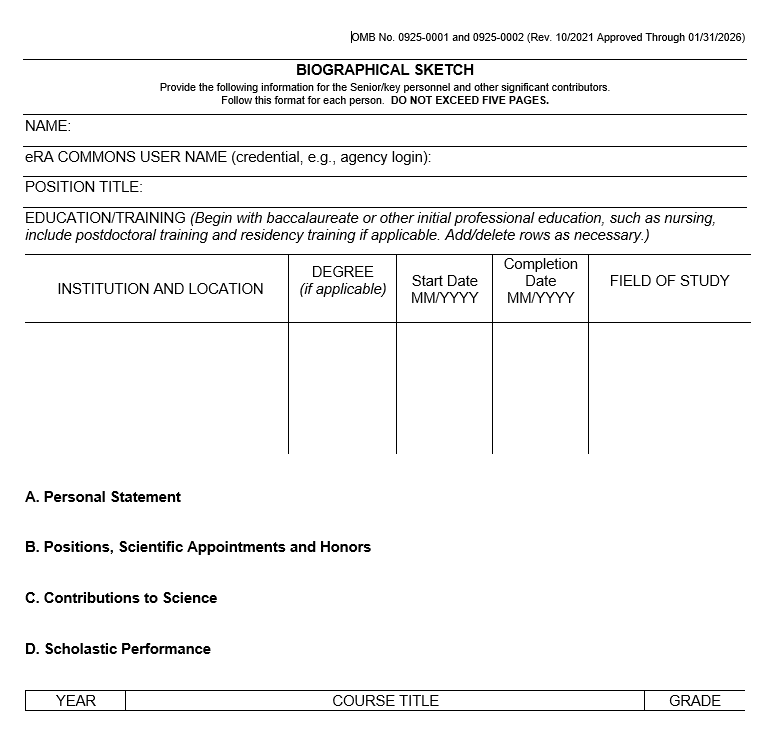 OMB No. 0925-0001 and 0925-0002 (Rev. 10/2021 Approved Through 01/31/2026)
BIOGRAPHICAL SKETCH
Provide the following information for the Senior/key personnel and other significant contributors.
Follow this format for each person. DO NOT EXCEED FIVE PAGES.
NAME:
eRA COMMONS USER NAME (credential, e.g., agency login):
POSITION TITLE:
EDUCATION/TRAINING (Begin with baccalaureate or other initial professional education, such as nursing,
include postdoctoral training and residency training if applicable. Add/delete rows as necessary.)
INSTITUTION AND LOCATION
DEGREE
(if applicable)
Start Date
MM/YYYY
Completion
Date
MM/YYYY
FIELD OF STUDY
A. Personal Statement
B. Positions, Scientific Appointments and Honors
C. Contributions to Science
D. Scholastic Performance
YEAR COURSE TITLE GRADE